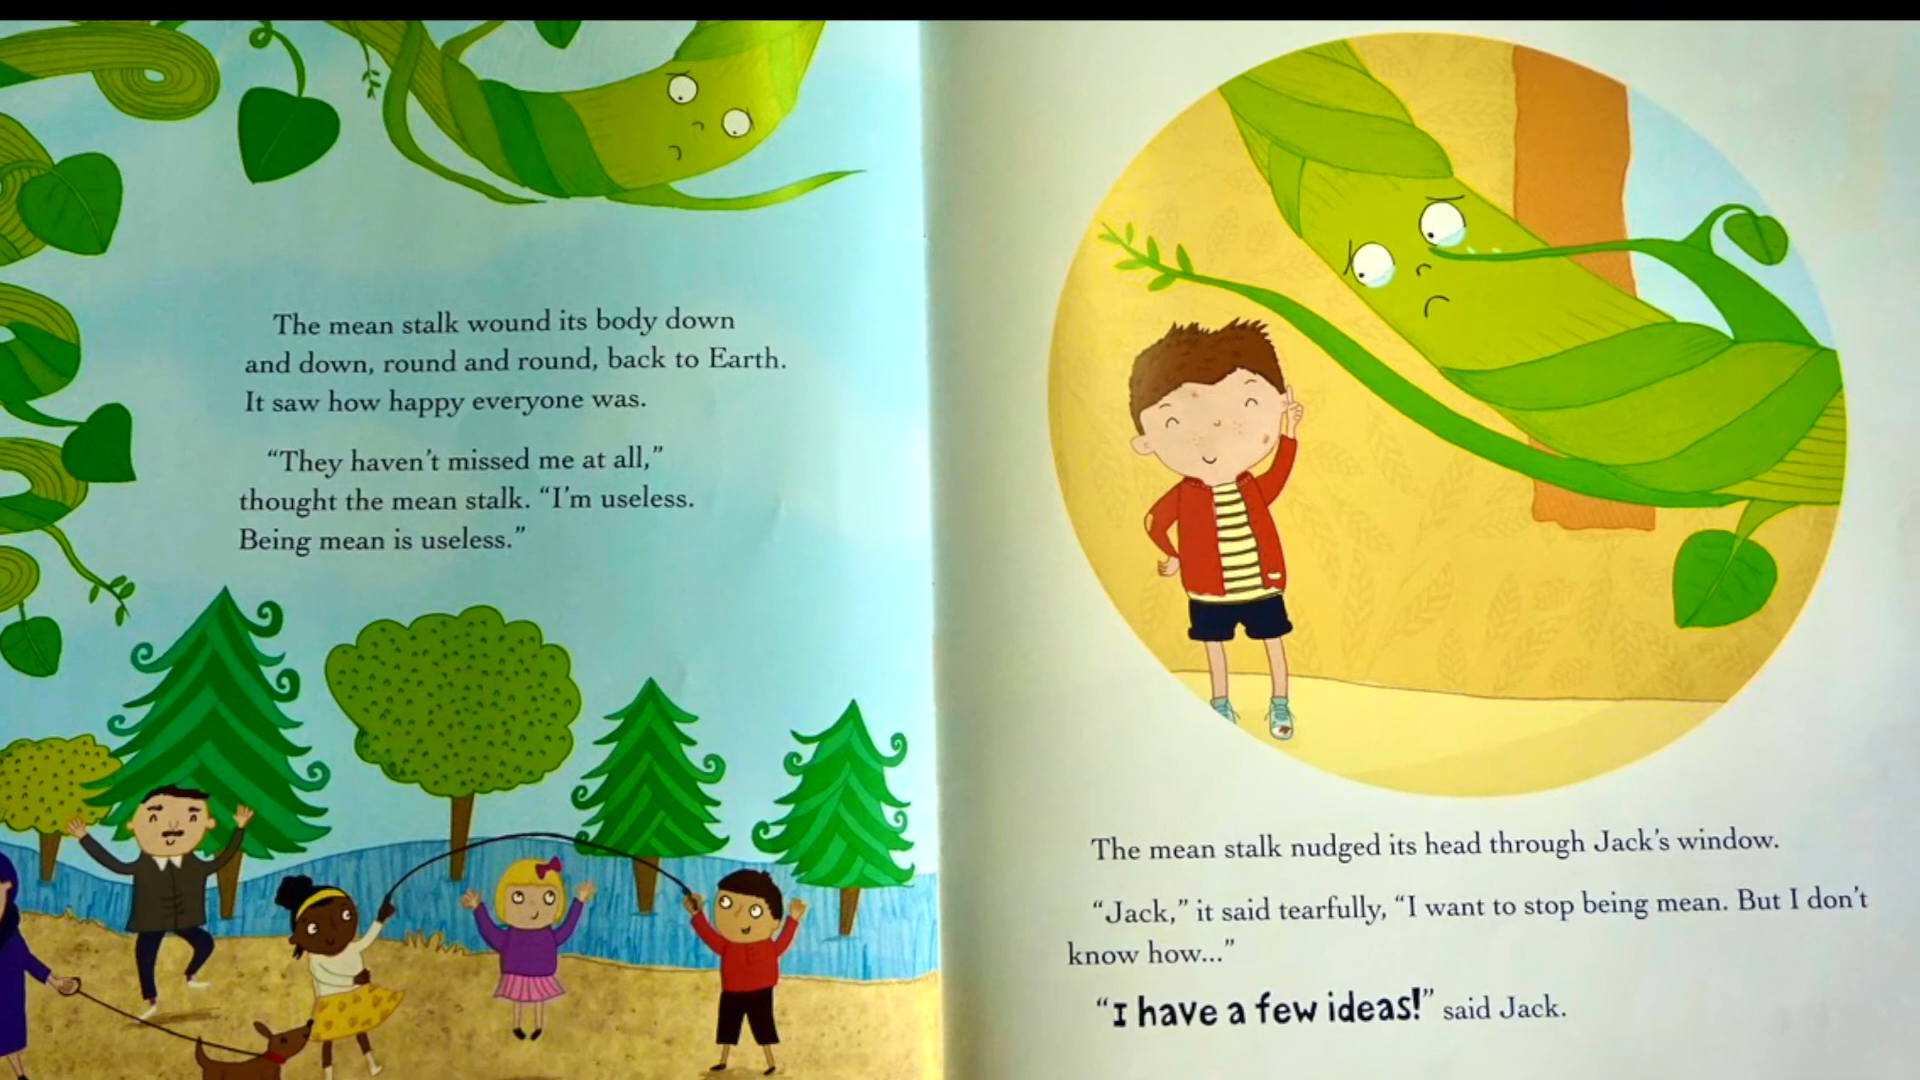 The mean stalk wound its body down
and down, round and round, back to Earth.
It saw how happy everyone was.
“They haven’t missed me at all,”
thought the mean stalk. “I’m useless.
Being mean is useless.”
The mean stalk nudged its head through Jack’s window.
“Jack,” it said tearfully, “I want to stop being mean. But I don’t
know how...”
“I have a few ideas!” said Jack.